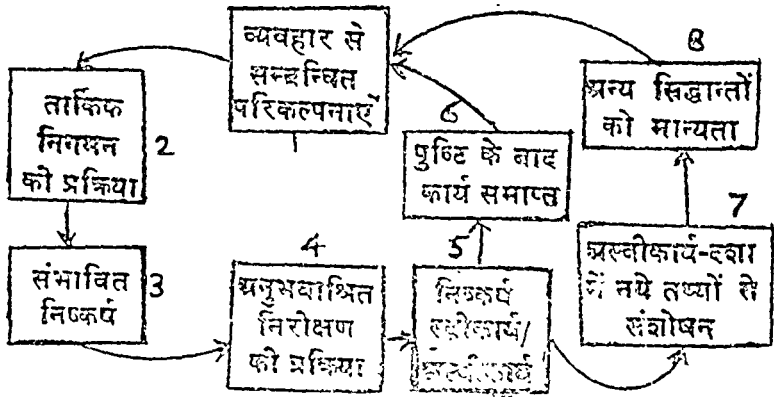 व्यवहार से
सम्बन्धित
परिकल्पनाएँ
1
तार्किक
निगमन
की प्रक्रिया
2
संभावित
निष्कर्ष
3
4
अनुभवाश्रित
निरीक्षण
की प्रक्रिया
5
निष्कर्ष
स्वीकार्य/
अस्वीकार्य
6
पुष्टि के बाद
कार्य समाप्त
7
अस्वीकार्य-दशा
में नये तथ्यों से
संशोधन
8
अन्य सिद्धान्तों
को मान्यता